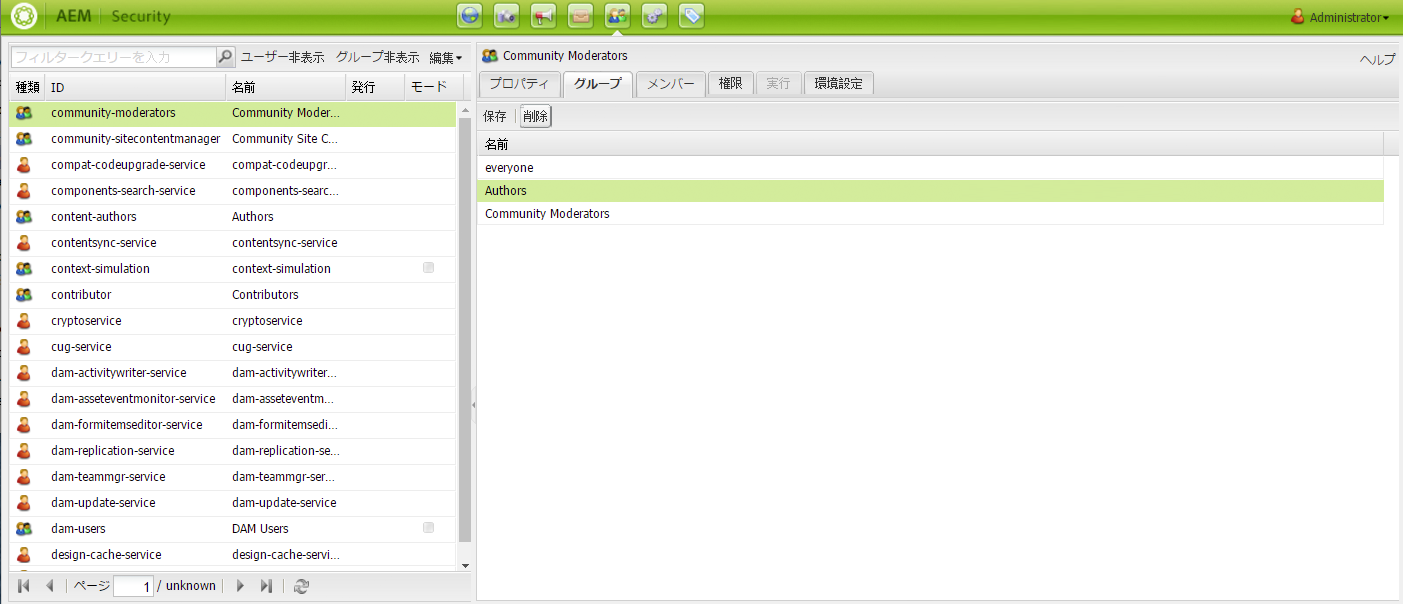 AEM Security
Administrator
フィルタークエリーを入力 ユーザー非表示 グループ非表示 編集
種類 ID 名前 発行 モード
community-moderators Community Moder...
community-sitecontentmanager Community Site C...
compat-codeupgrade-service compat-codeupgr...
components-search-service components-searc...
content-authors Authors
contentsync-service contentsync-service
context-simulation context-simulation
contributor Contributors
cryptoservice cryptoservice
cug-service cug-service
dam-activitywriter-service dam-activitywriter...
dam-asseteventmonitor-service dam-asseteventm...
dam-formitemseditor-service dam-formitemsedi...
dam-replication-service dam-replication-se...
dam-teammgr-service dam-teammgr-ser...
dam-update-service dam-update-service
dam-users DAM Users
design-cache-service design-cache-servi...
ページ 1 / unknown
Community Moderators
ヘルプ
プロパティ グループ メンバー 権限 実行 環境設定
保存 削除
名前
everyone
Authors
Community Moderators